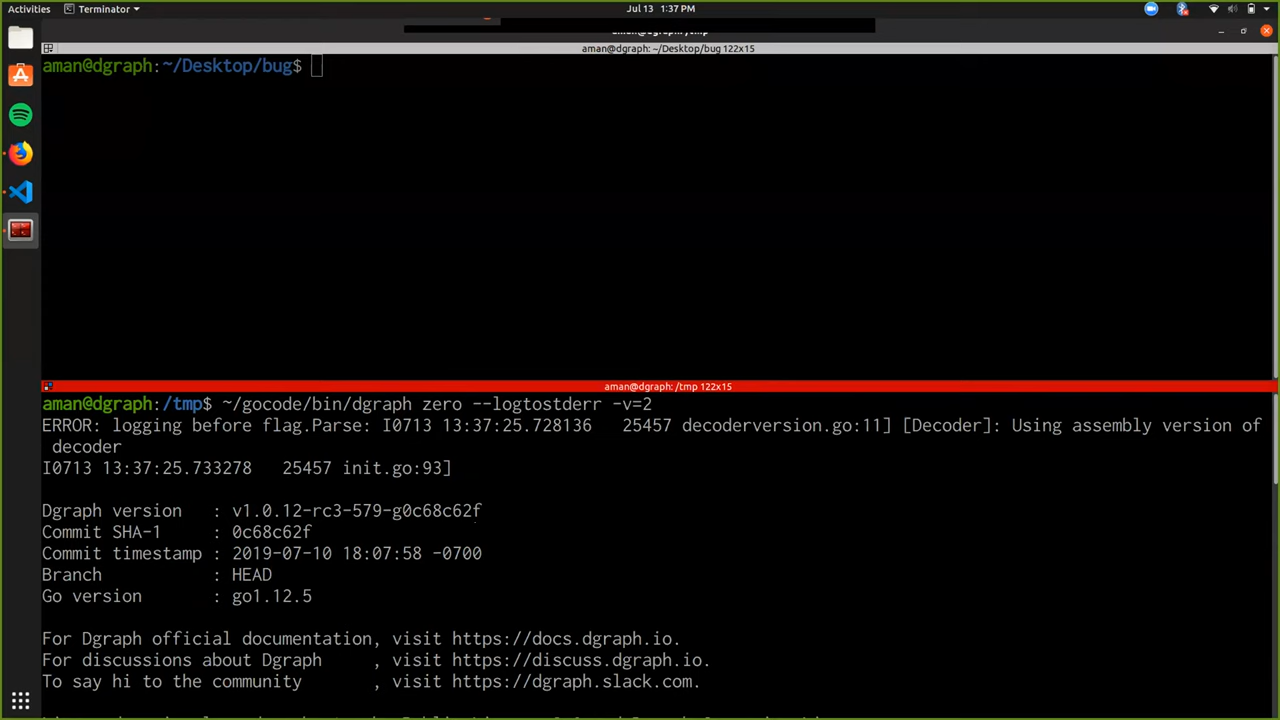 Activities Terminator Jul 13 1:37 PM
aman@dgraph: ~/Desktop/bug 122x15
aman@dgraph:~/Desktop/bug$
aman@dgraph: /tmp 122x15
aman@dgraph:/tmp$ ~/gocode/bin/dgraph zero --logtostderr -v=2
ERROR: logging before flag.Parse: I0713 13:37:25.728136   25457 decoderversion.go:11] [Decoder]: Using assembly version of
decoder
I0713 13:37:25.733278   25457 init.go:93]
Dgraph version   : v1.0.12-rc3-579-g0c68c62f
Commit SHA-1     : 0c68c62f
Commit timestamp : 2019-07-10 18:07:58 -0700
Branch           : HEAD
Go version       : go1.12.5
For Dgraph official documentation, visit https://docs.dgraph.io.
For discussions about Dgraph     , visit https://discuss.dgraph.io.
To say hi to the community       , visit https://dgraph.slack.com.